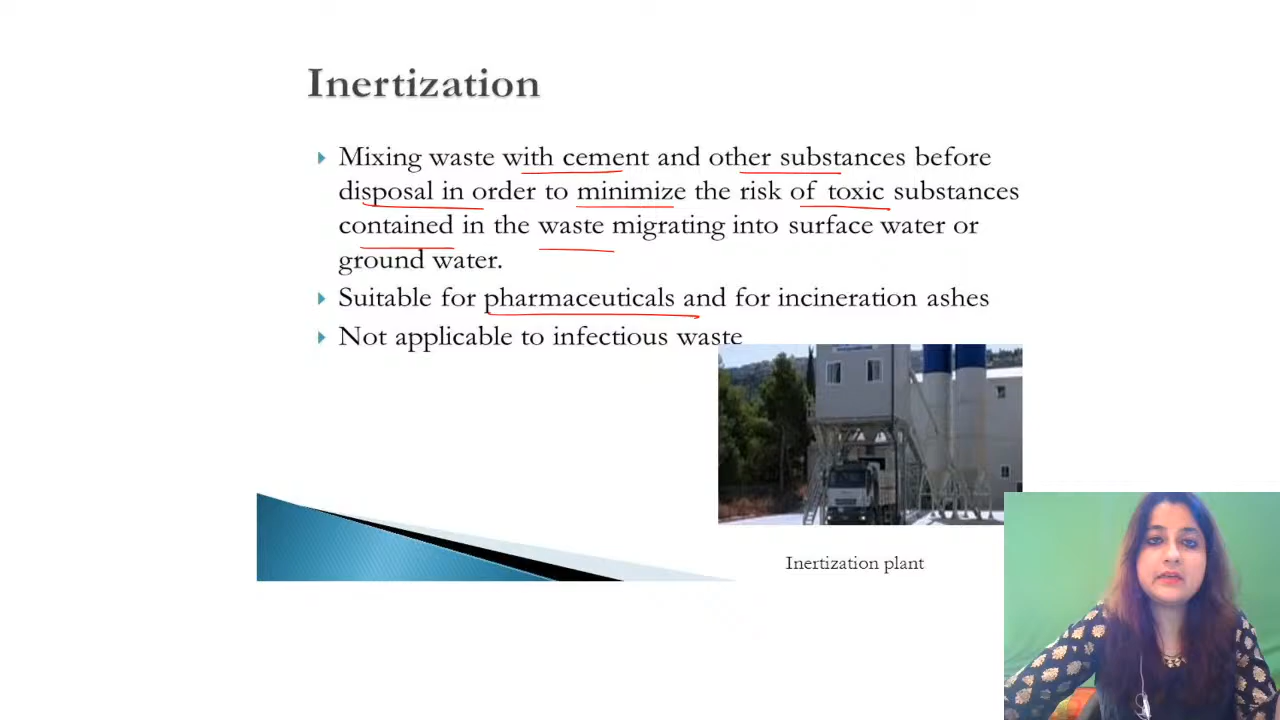 Inertization
Mixing waste with cement and other substances before
disposal in order to minimize the risk of toxic substances
contained in the waste migrating into surface water or
ground water.
Suitable for pharmaceuticals and for incineration ashes
Not applicable to infectious waste
Inertization plant